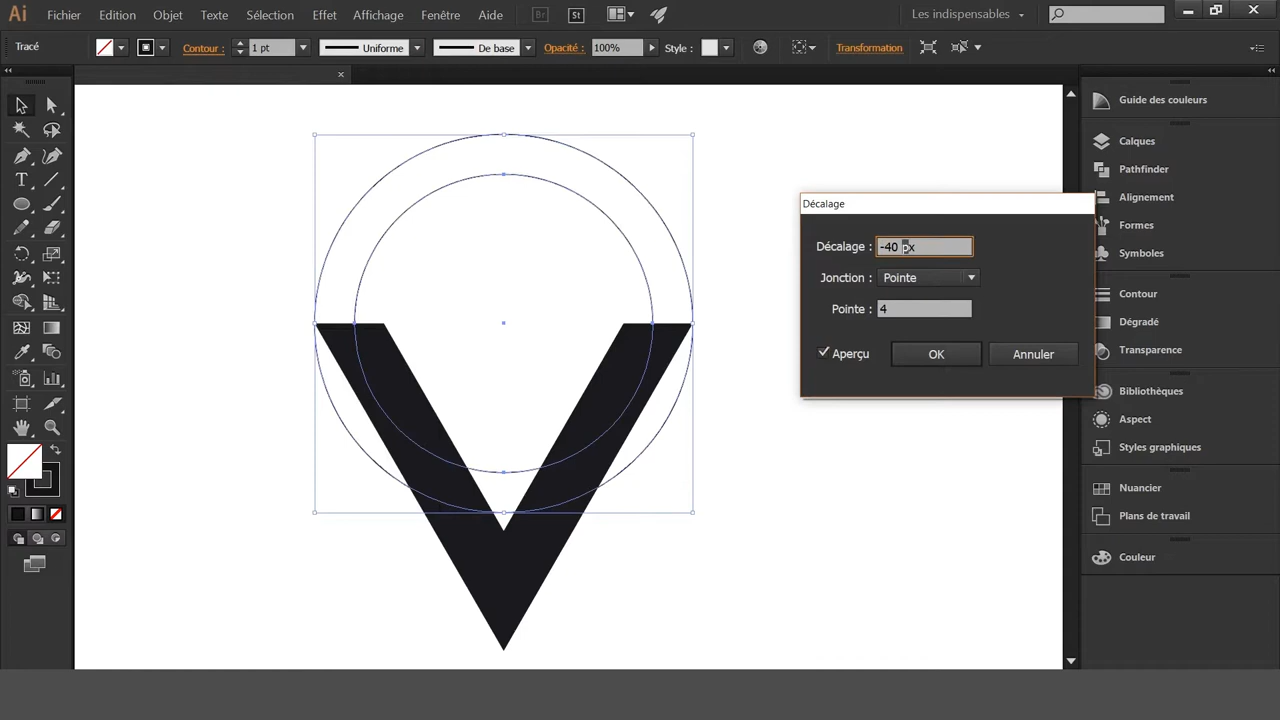 Ai Fichier Edition Objet Texte Sélection Effet Affichage Fenêtre Aide Br St Les indispensables
Tracé Contour : 1 pt Uniforme De base Opacité : 100% Style : Transformation
Guide des couleurs
Calques
Pathfinder
Alignement
Formes
Symboles
Contour
Dégradé
Transparence
Bibliothèques
Aspect
Styles graphiques
Nuancier
Plans de travail
Couleur
Décalage
Décalage : -40 px
Jonction : Pointe
Pointe : 4
Aperçu OK Annuler
T